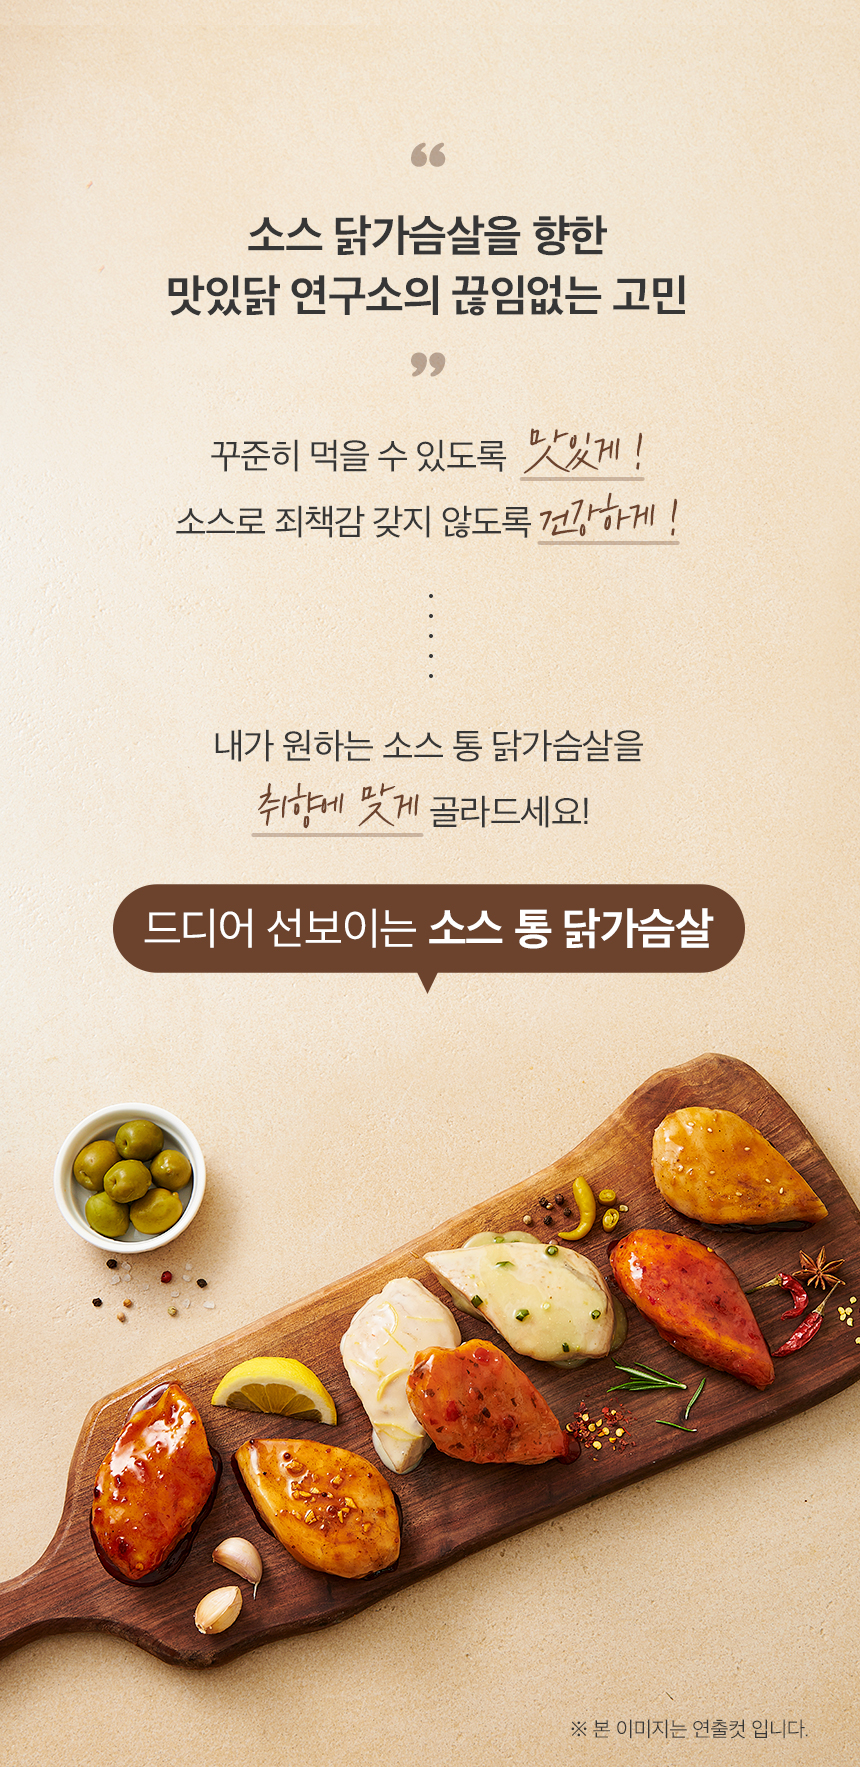 “
소스 닭가슴살을 향한
맛있닭 연구소의 끊임없는 고민
”
꾸준히 먹을 수 있도록 맛있게 !
소스로 죄책감 갖지 않도록 건강하게 !
내가 원하는 소스 통 닭가슴살을
취향에 맞게 골라드세요!
드디어 선보이는 소스 통 닭가슴살
※ 본 이미지는 연출컷 입니다.